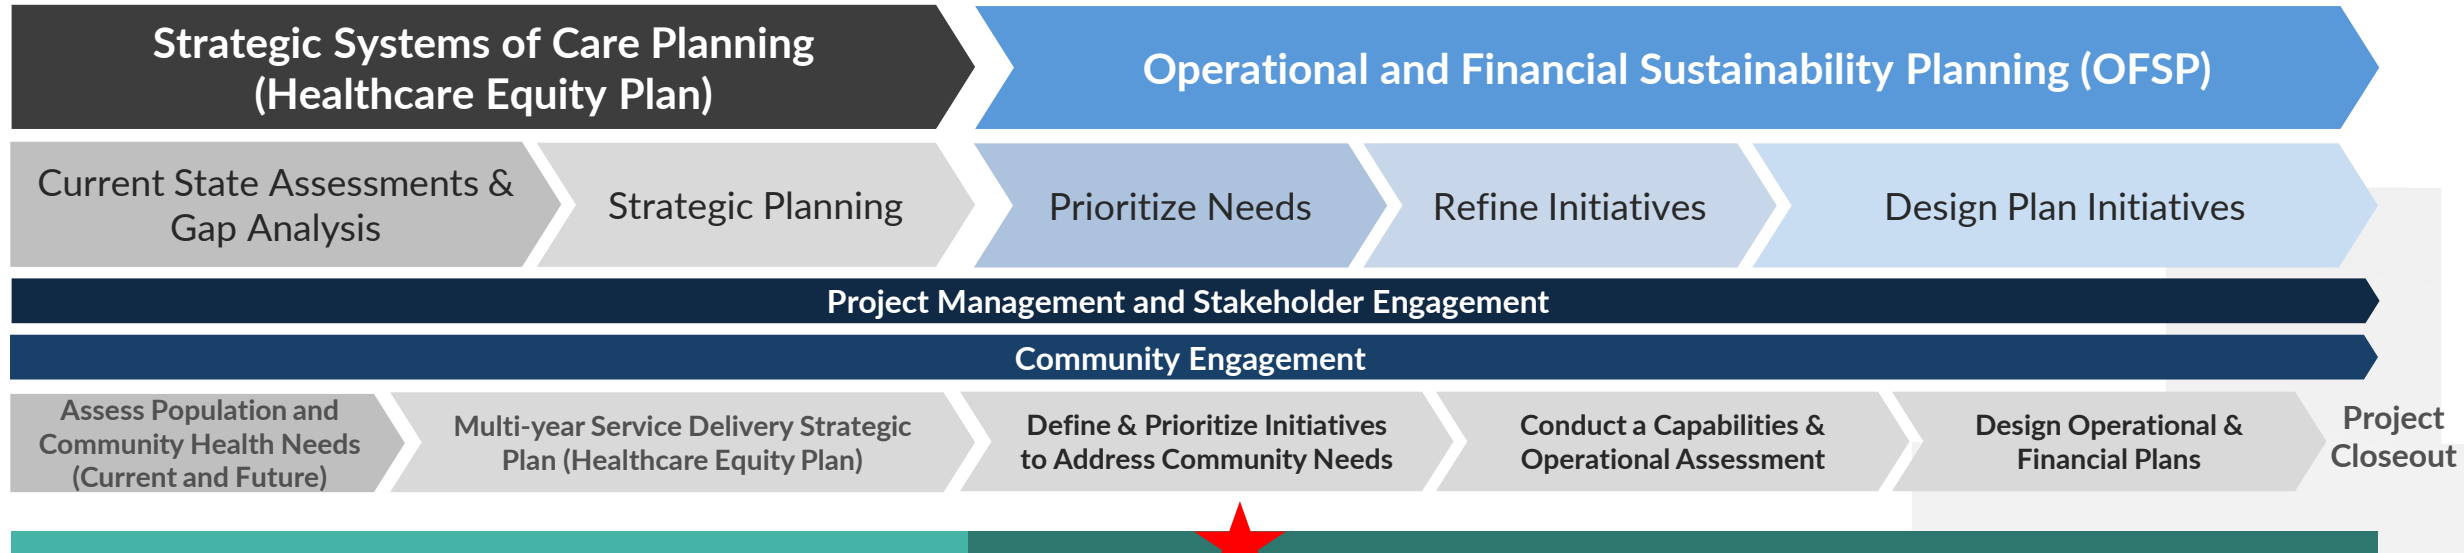 Strategic Systems of Care Planning
(Healthcare Equity Plan)
Operational and Financial Sustainability Planning (OFSP)
Current State Assessments &
Gap Analysis
Strategic Planning
Prioritize Needs
Refine Initiatives
Design Plan Initiatives
Project Management and Stakeholder Engagement
Community Engagement
Assess Population and
Community Health Needs
(Current and Future)
Multi-year Service Delivery Strategic
Plan (Healthcare Equity Plan)
Define & Prioritize Initiatives
to Address Community Needs
Conduct a Capabilities &
Operational Assessment
Design Operational &
Financial Plans
Project
Closeout